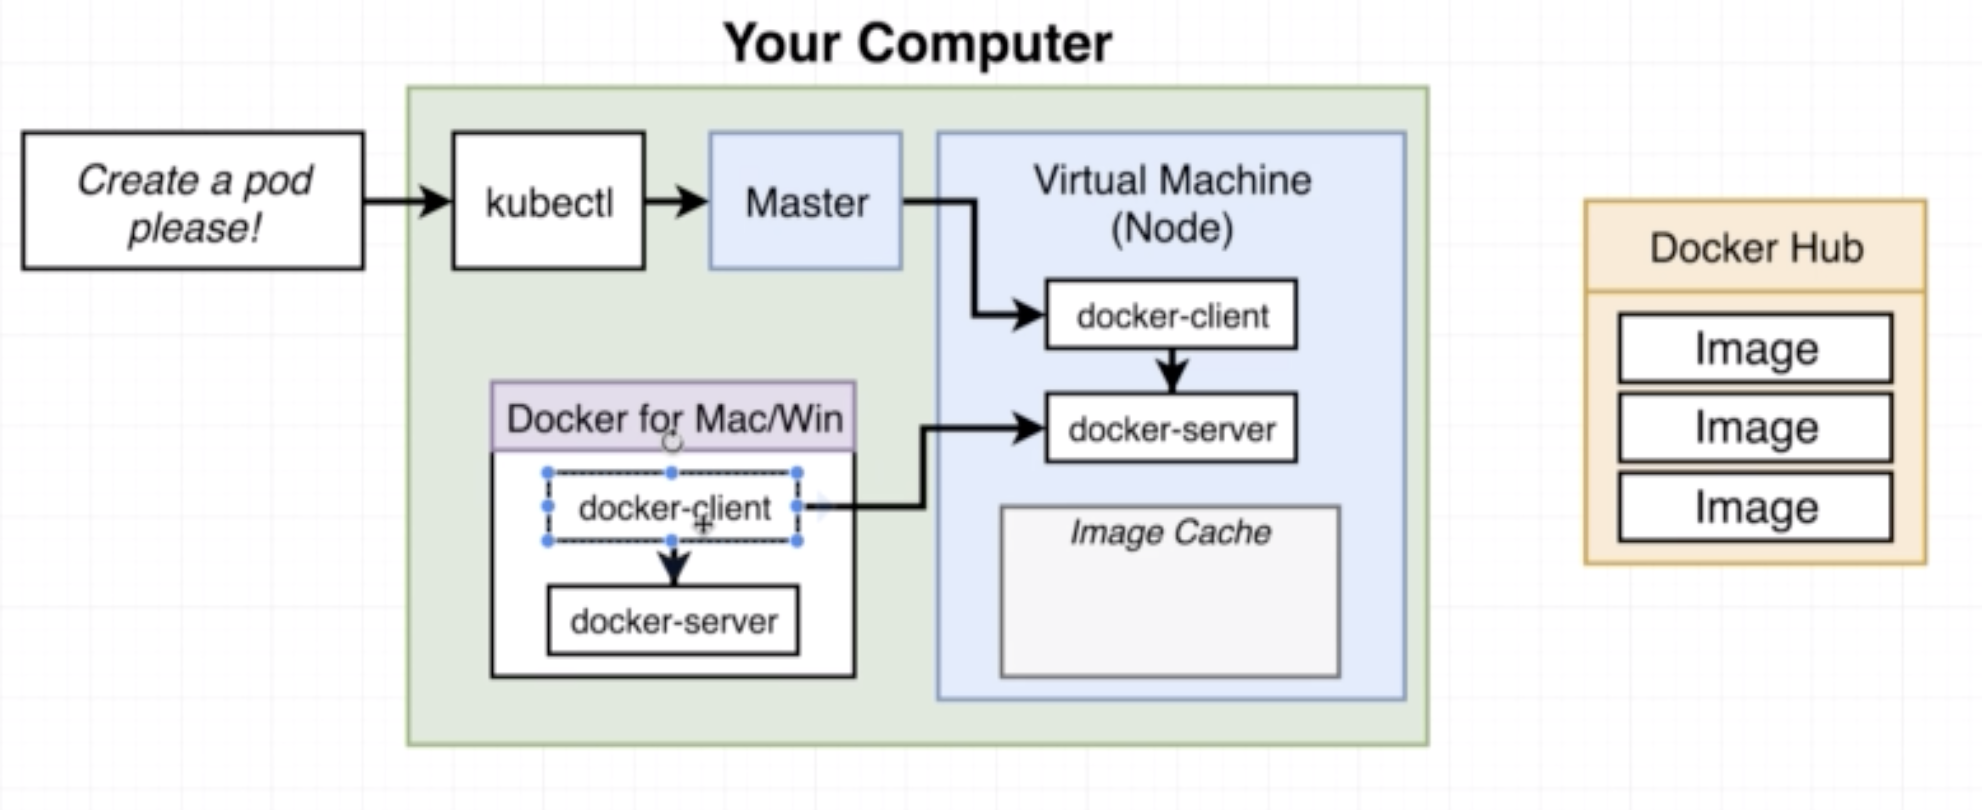 Your Computer
Create a pod
please!
kubectl
Master
Virtual Machine
(Node)
docker-client
docker-server
Image Cache
Docker for Mac/Win
docker-client
docker-server
Docker Hub
Image
Image
Image